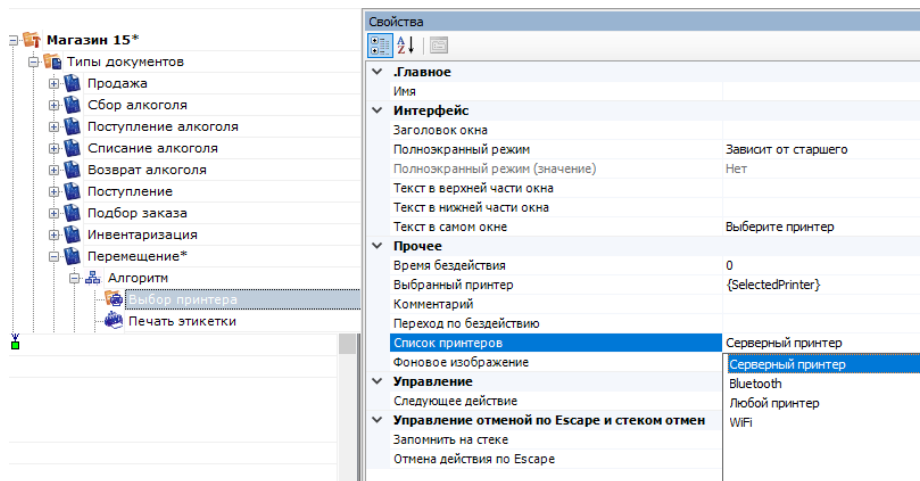 Магазин 15*
Типы документов
Продажа
Сбор алкоголя
Поступление алкоголя
Списание алкоголя
Возврат алкоголя
Поступление
Подбор заказа
Инвентаризация
Перемещение*
Алгоритм
Выбор принтера
Печать этикетки
Свойства
.Главное
Имя
Интерфейс
Заголовок окна
Полноэкранный режим Зависит от старшего
Полноэкранный режим (значение) Нет
Текст в верхней части окна
Текст в нижней части окна
Текст в самом окне Выберите принтер
Прочее
Время бездействия 0
Выбранный принтер {SelectedPrinter}
Комментарий
Переход по бездействию
Список принтеров Серверный принтер
Фоновое изображение Серверный принтер
Управление Bluetooth
Следующее действие Любой принтер
Управление отменой по Escape и стеком отмен WiFi
Запомнить на стеке
Отмена действия по Escape